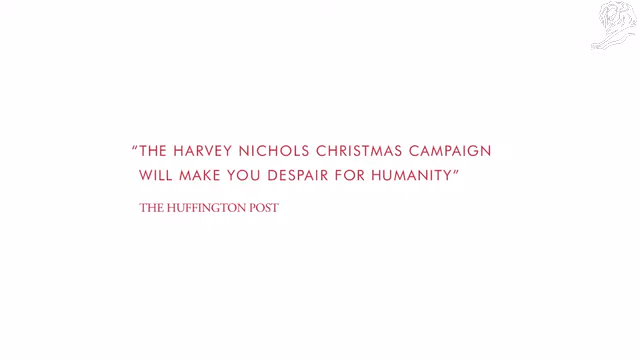 “THE HARVEY NICHOLS CHRISTMAS CAMPAIGN
WILL MAKE YOU DESPAIR FOR HUMANITY”
THE HUFFINGTON POST